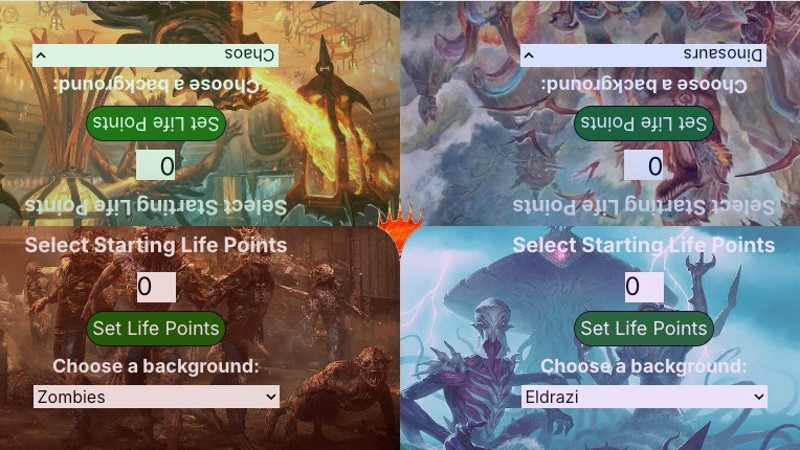 Select Starting Life Points
0
Set Life Points
Choose a background:
Chaos
Select Starting Life Points
0
Set Life Points
Choose a background:
Dinosaurs
Select Starting Life Points
0
Set Life Points
Choose a background:
Zombies
Select Starting Life Points
0
Set Life Points
Choose a background:
Eldrazi